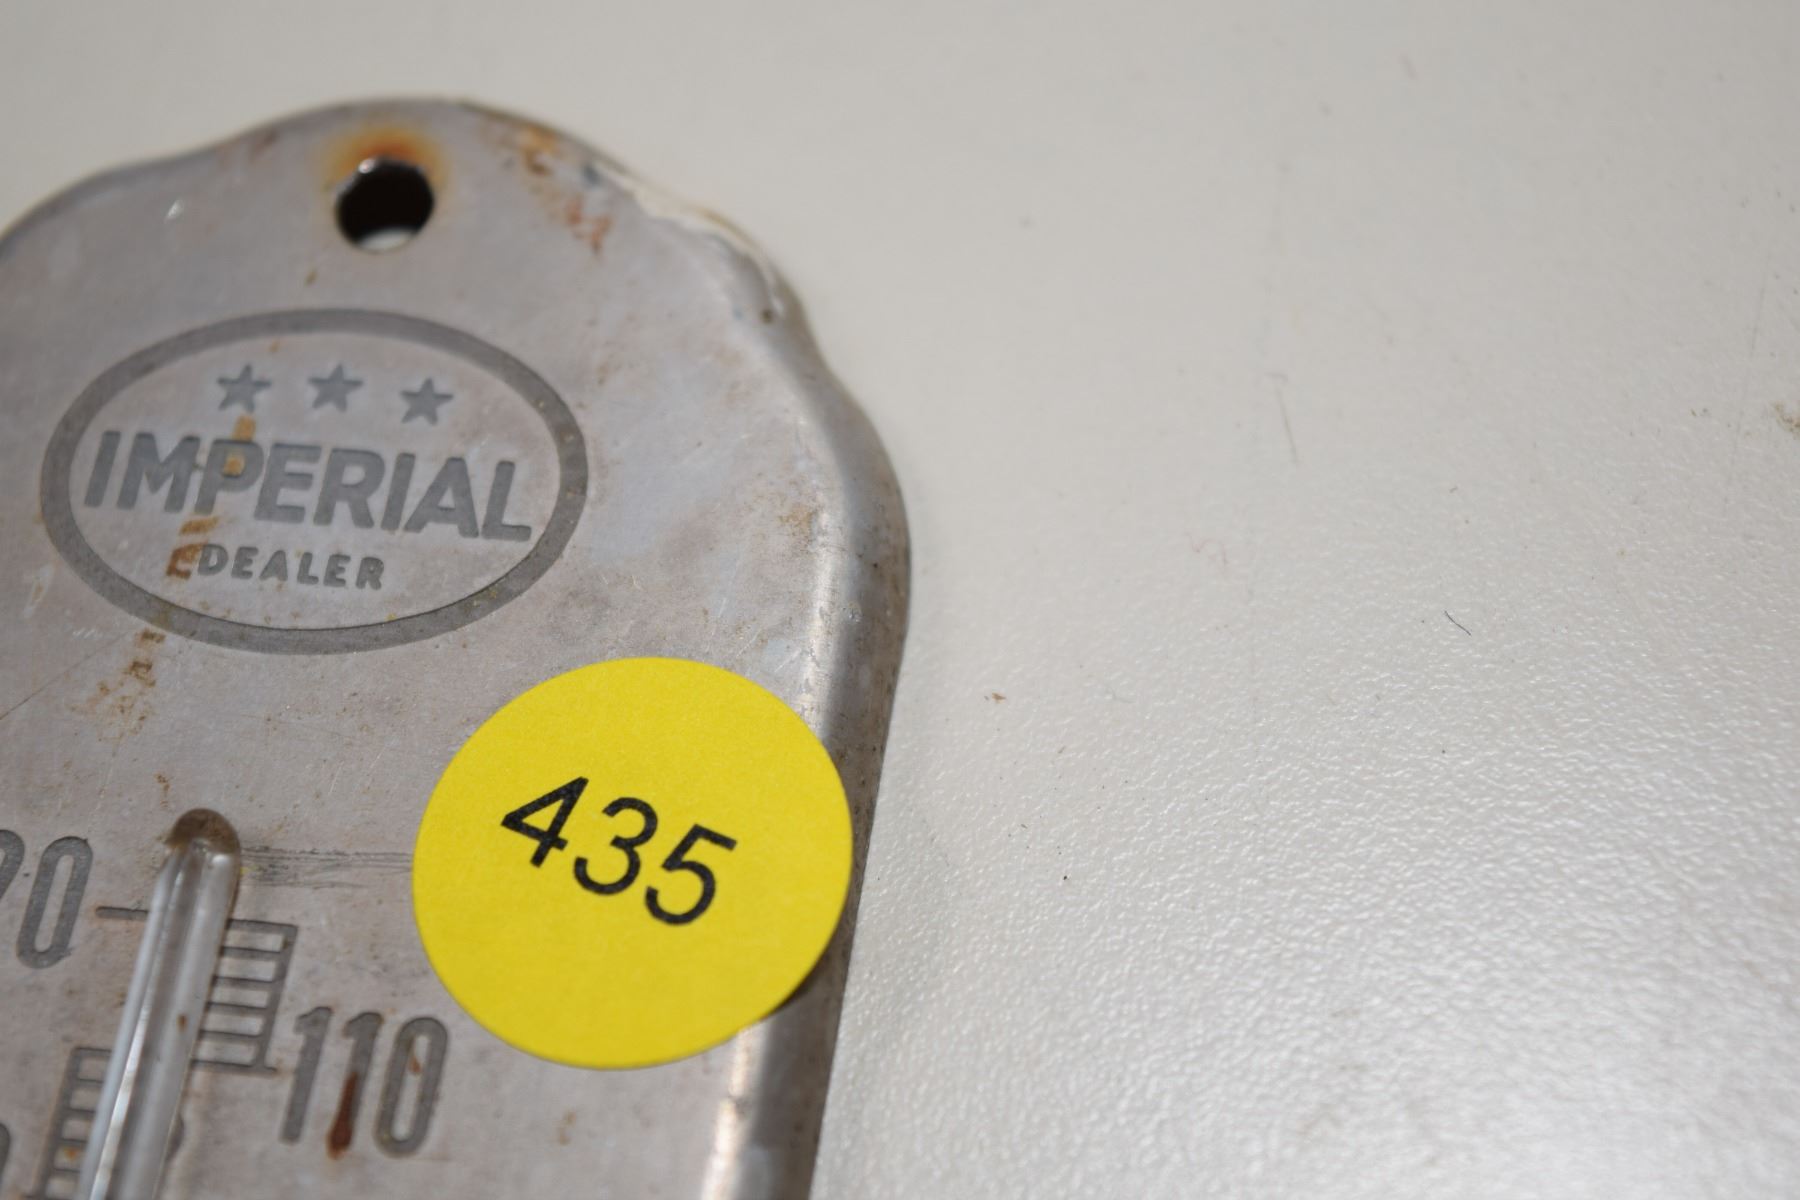 ★ ★ ★
IMPERIAL
DEALER
435
110